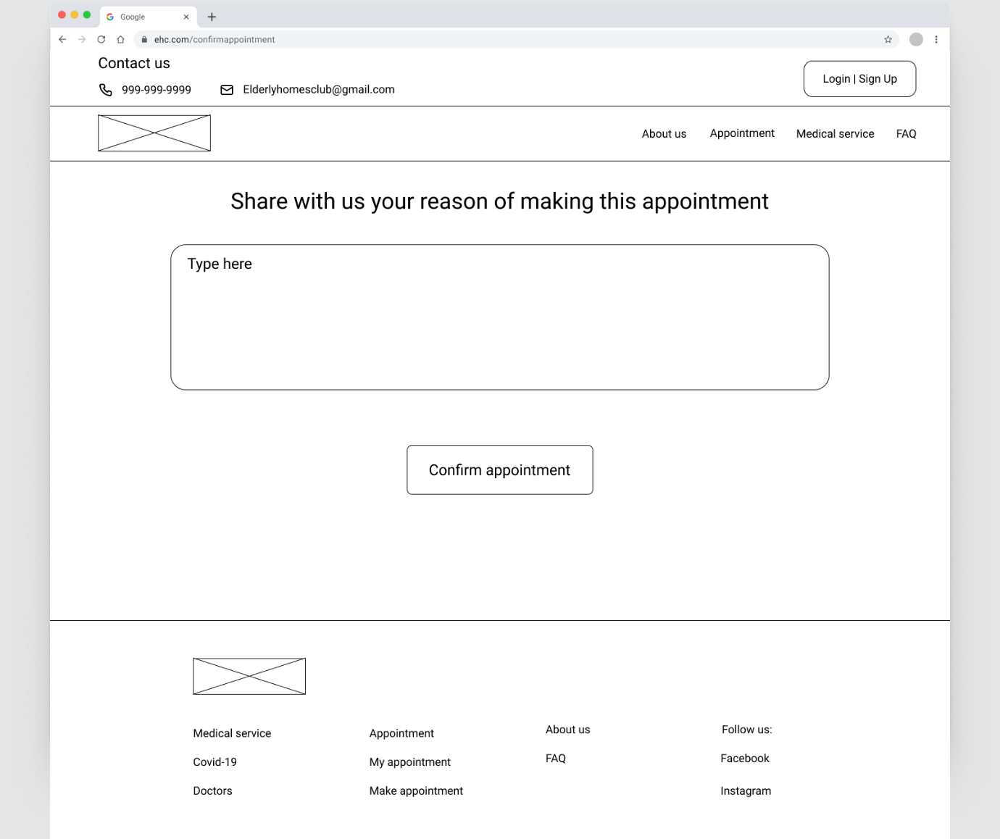 Google
ehc.com/confirmappointment
Contact us
999-999-9999 Elderlyhomesclub@gmail.com
Login | Sign Up
About us Appointment Medical service FAQ
Share with us your reason of making this appointment
Type here
Confirm appointment
Medical service
Covid-19
Doctors
Appointment
My appointment
Make appointment
About us
FAQ
Follow us:
Facebook
Instagram